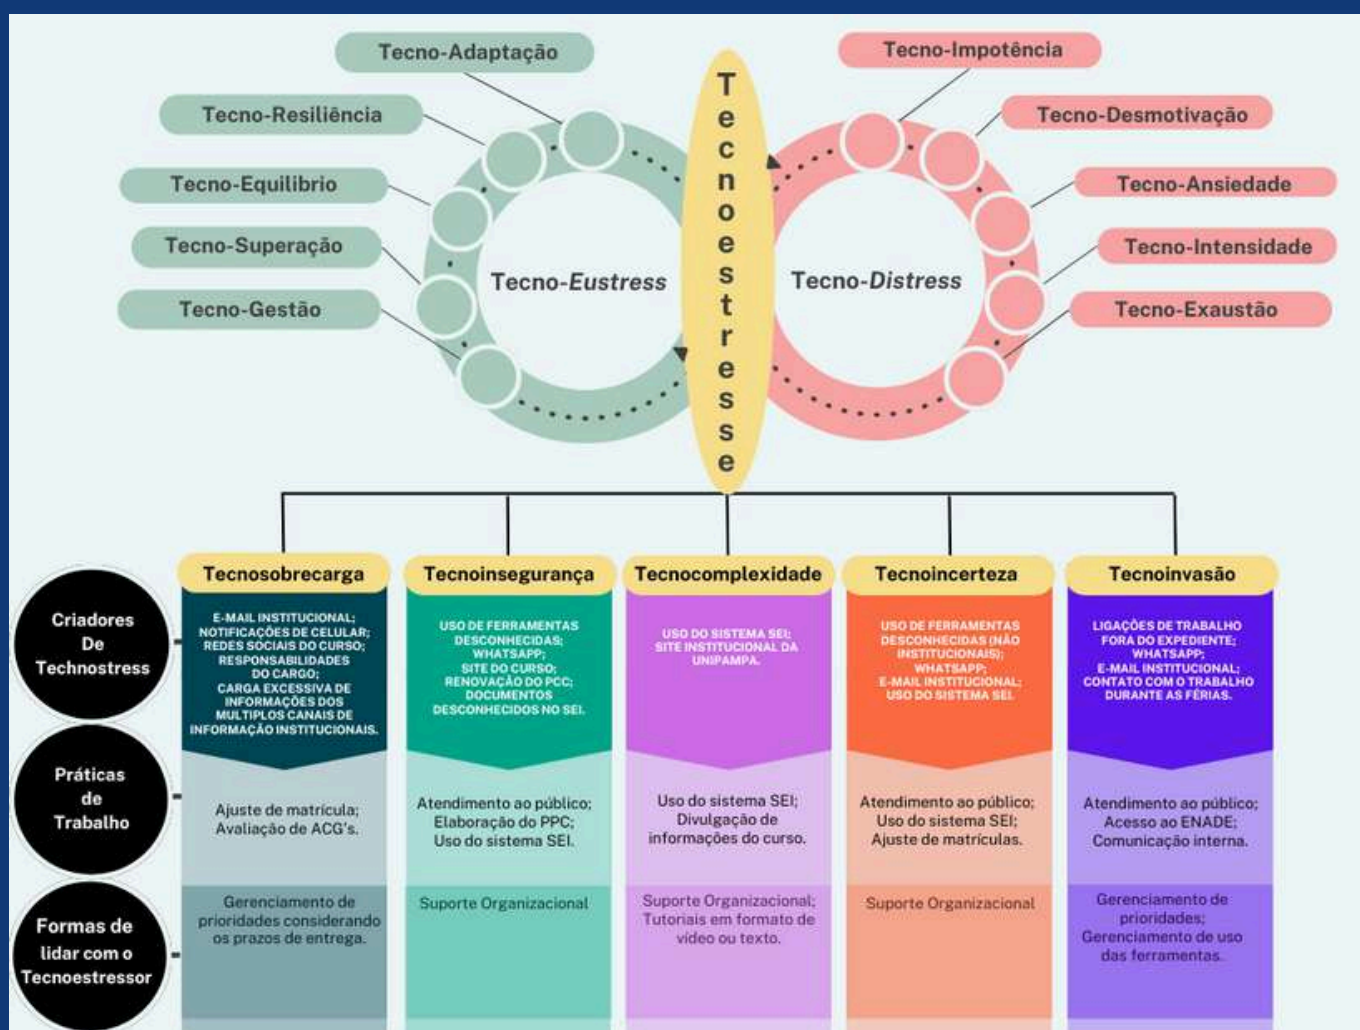 Tecno-Adaptação
Tecno-Resiliência
Tecno-Equilibrio
Tecno-Superação
Tecno-Gestão
Tecno-Eustress
Tecnoestresse
Tecno-Distress
Tecno-Impotência
Tecno-Desmotivação
Tecno-Ansiedade
Tecno-Intensidade
Tecno-Exaustão
Criadores
De
Technostress
Tecnosobrecarga
E-MAIL INSTITUCIONAL;
NOTIFICAÇÕES DE CELULAR;
REDES SOCIAIS DO CURSO;
RESPONSABILIDADES
DO CARGO;
CARGA EXCESSIVA DE
INFORMAÇÕES DOS
MULTIPLOS CANAIS DE
INFORMAÇÃO INSTITUCIONAIS.
Tecnoinsegurança
USO DE FERRAMENTAS
DESCONHECIDAS;
WHATSAPP;
SITE DO CURSO;
RENOVAÇÃO DO PCC;
DOCUMENTOS
DESCONHECIDOS NO SEI.
Tecnocomplexidade
USO DO SISTEMA SEI;
SITE INSTITUCIONAL DA
UNIPAMPA.
Tecnoincerteza
USO DE FERRAMENTAS
DESCONHECIDAS (NÃO
INSTITUCIONAIS);
WHATSAPP;
E-MAIL INSTITUCIONAL;
USO DO SISTEMA SEI.
Tecnoinvasão
LIGAÇÕES DE TRABALHO
FORA DO EXPEDIENTE;
WHATSAPP;
E-MAIL INSTITUCIONAL;
CONTATO COM O TRABALHO
DURANTE AS FÉRIAS.
Práticas
de
Trabalho
Ajuste de matrícula;
Avaliação de ACG's.
Atendimento ao público;
Elaboração do PPC;
Uso do sistema SEI.
Uso do sistema SEI;
Divulgação de
informações do curso.
Atendimento ao público;
Uso do sistema SEI;
Ajuste de matrículas.
Atendimento ao público;
Acesso ao ENADE;
Comunicação interna.
Formas de
lidar com o
Tecnoestressor
Gerenciamento de
prioridades considerando
os prazos de entrega.
Suporte Organizacional
Suporte Organizacional;
Tutoriais em formato de
vídeo ou texto.
Suporte Organizacional
Gerenciamento de
prioridades;
Gerenciamento de uso
das ferramentas.